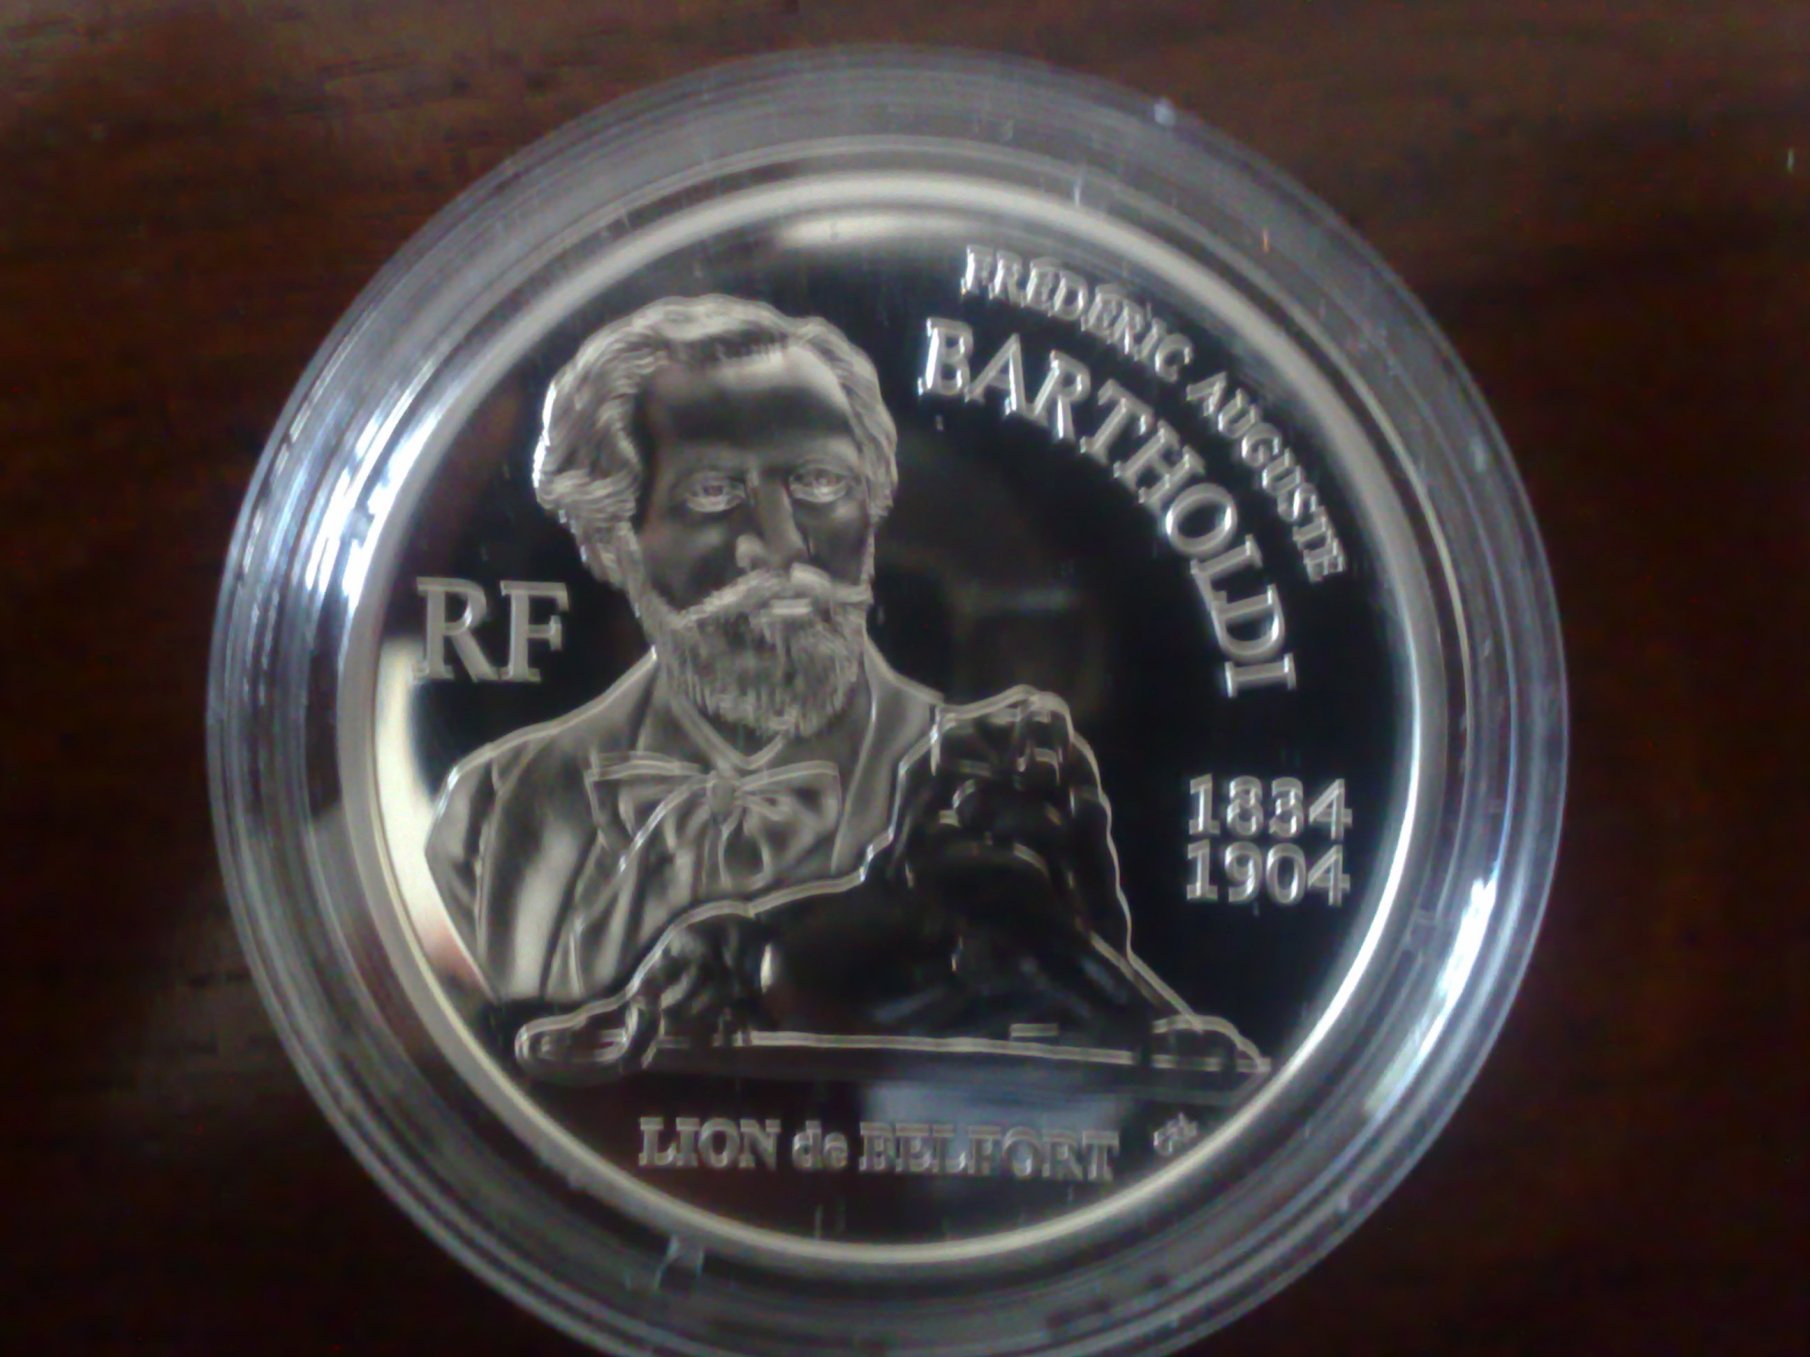 FRÉDÉRIC AUGUSTE
BARTHOLDI
RF
1834
1904
LION de BELFORT